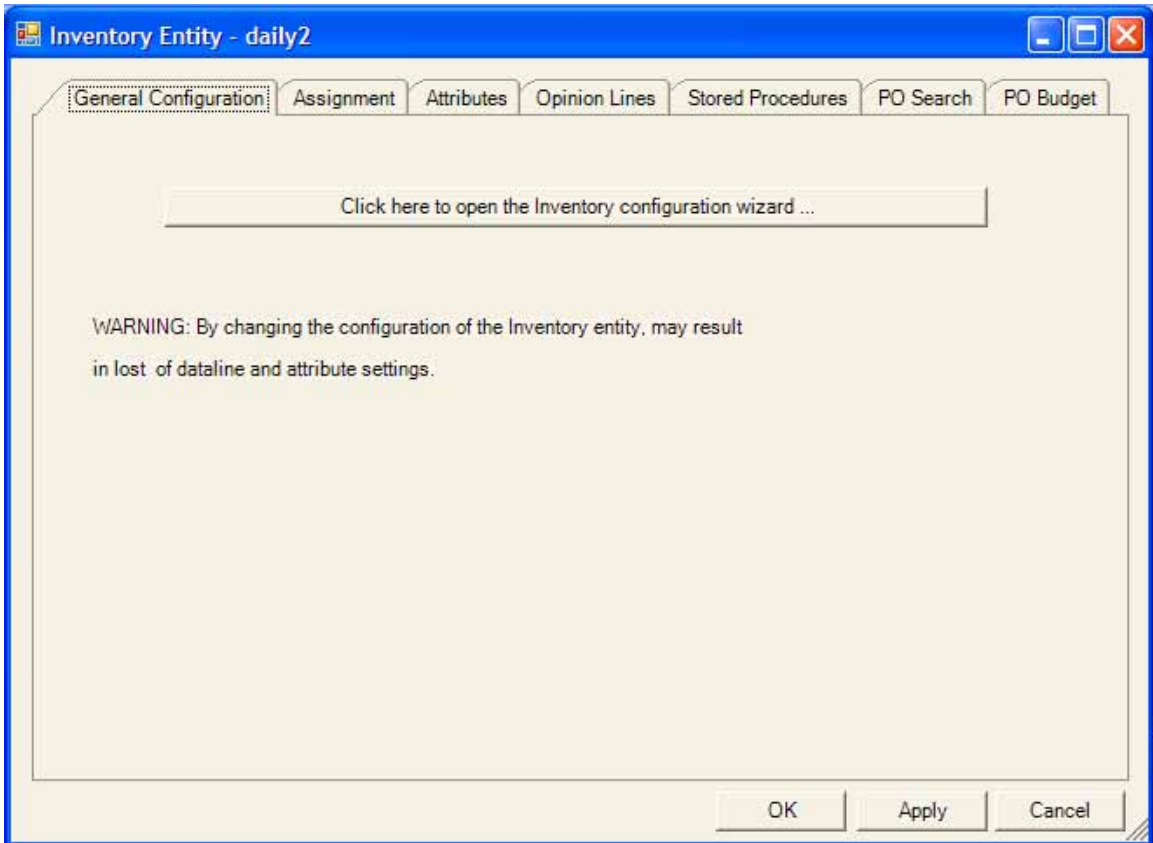 Inventory Entity - daily2
General Configuration Assignment Attributes Opinion Lines Stored Procedures PO Search PO Budget
Click here to open the Inventory configuration wizard ...
WARNING: By changing the configuration of the Inventory entity, may result
in lost of dataline and attribute settings.
OK Apply Cancel